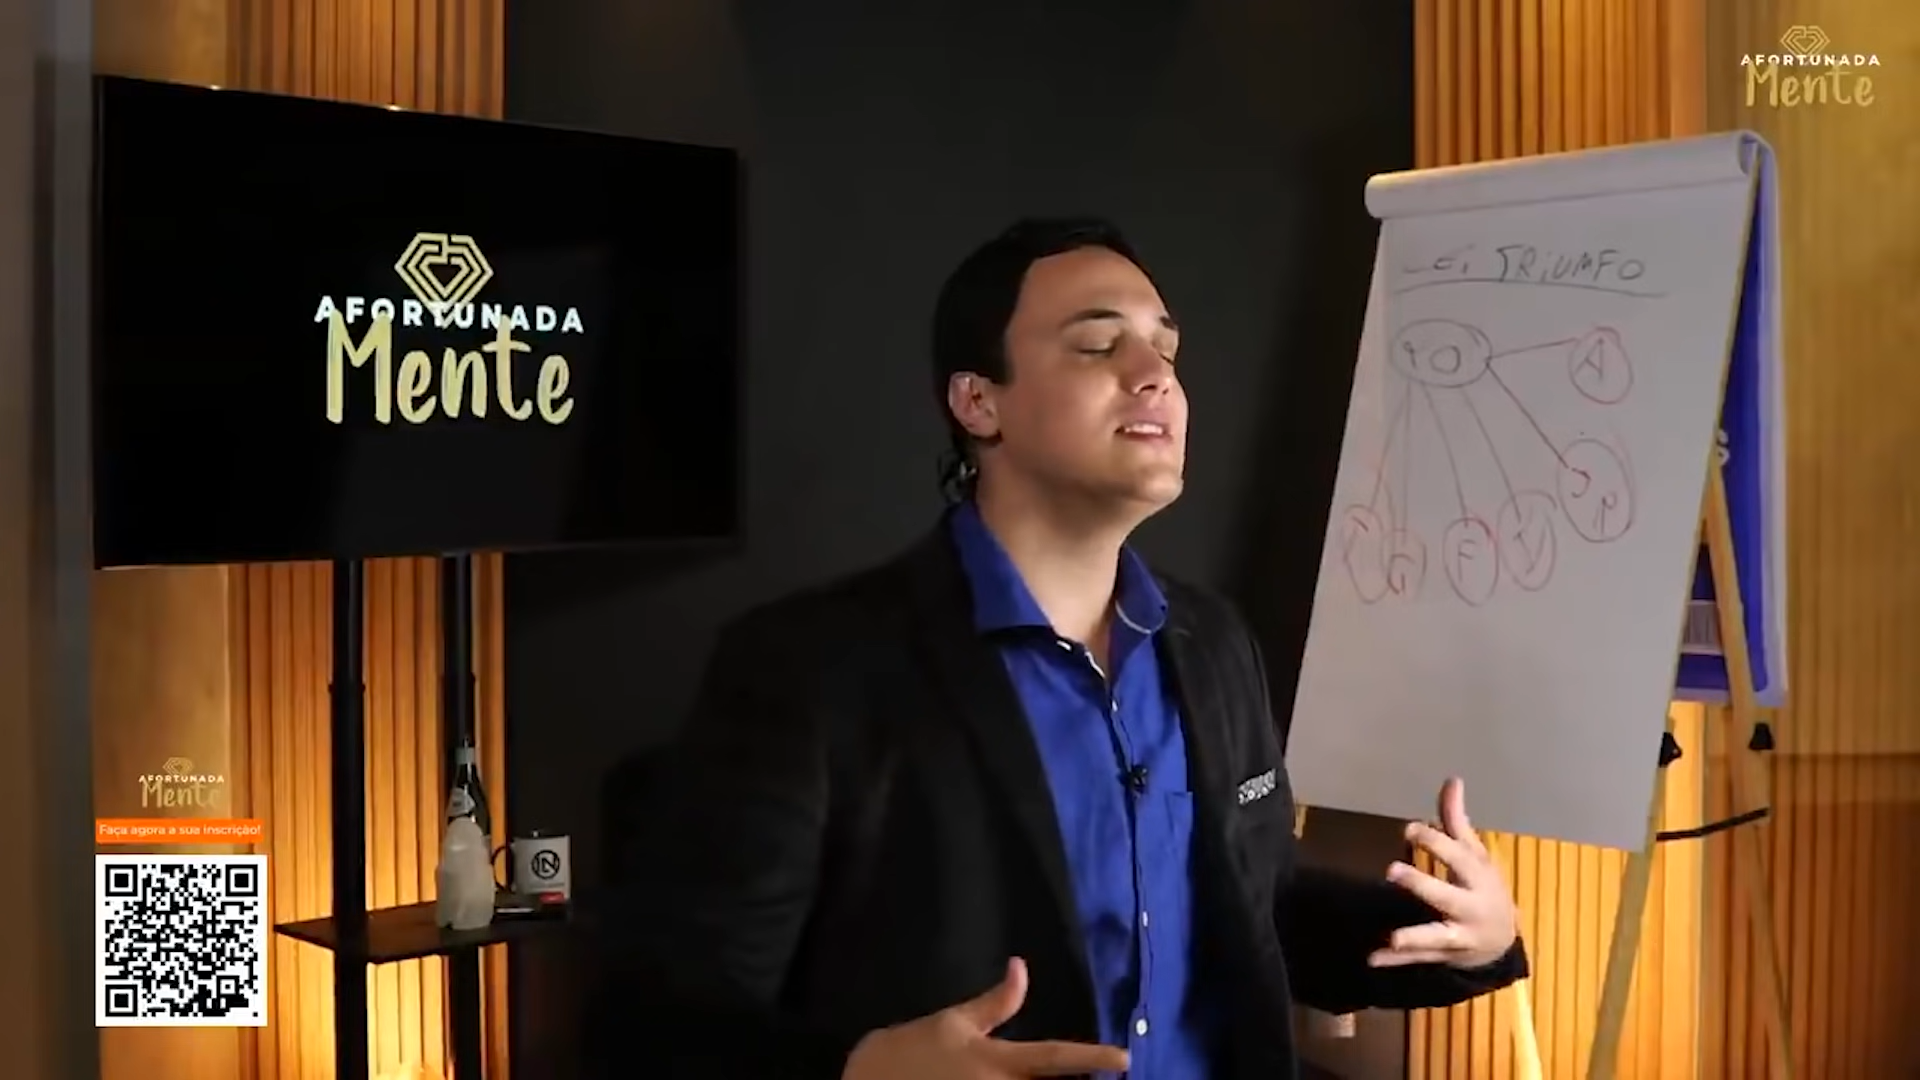 AFORTUNADA
Mente
AFORTUNADA
Mente
LEI TRIUMFO
A
G
F
AFORTUNADA
Mente
Faça agora a sua inscrição!